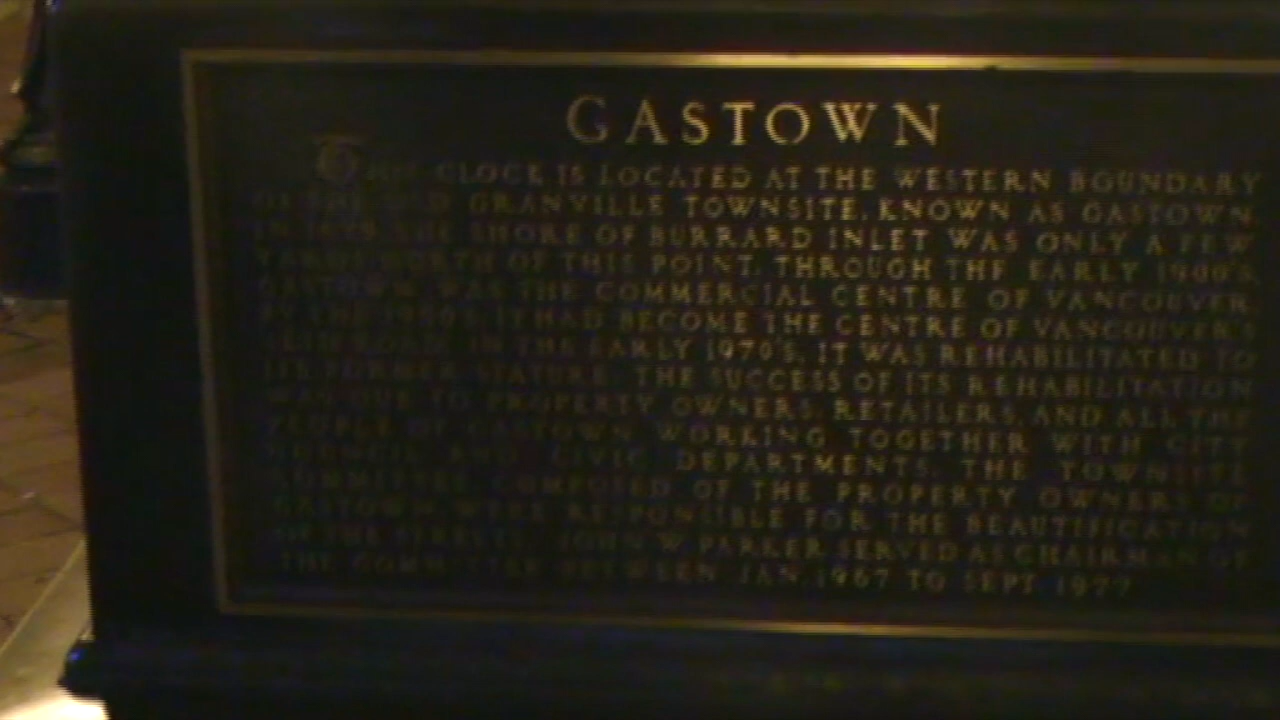 GASTOWN
THIS CLOCK IS LOCATED AT THE WESTERN BOUNDARY
OF THE OLD GRANVILLE TOWNSITE, KNOWN AS GASTOWN.
IN THE SHORE OF BURRARD INLET WAS ONLY A FEW
YARDS NORTH OF THIS POINT. THROUGH THE EARLY 1900'S,
GASTOWN WAS THE COMMERCIAL CENTRE OF VANCOUVER.
BY THE IT HAD BECOME THE CENTRE OF VANCOUVER'S
IN THE EARLY 1970'S, IT WAS REHABILITATED TO
ITS FORMER STATURE. THE SUCCESS OF ITS REHABILITATION
WAS DUE TO PROPERTY OWNERS, RETAILERS, AND ALL THE
PEOPLE OF GASTOWN WORKING TOGETHER WITH CITY
COUNCIL AND CIVIC DEPARTMENTS. THE TOWNSITE
COMMITTEE COMPOSED OF THE PROPERTY OWNERS OF
GASTOWN WERE RESPONSIBLE FOR THE BEAUTIFICATION
OF THE STREETS. JOHN W. PARKER SERVED AS CHAIRMAN OF
THE COMMITTEE BETWEEN JAN. 1967 TO SEPT 1977